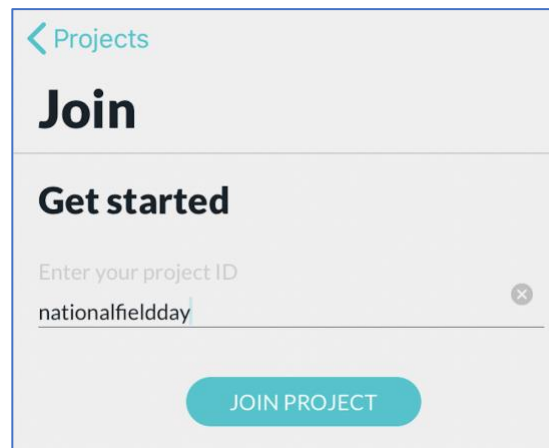 Projects
Join
Get started
Enter your project ID
nationalfieldday
JOIN PROJECT